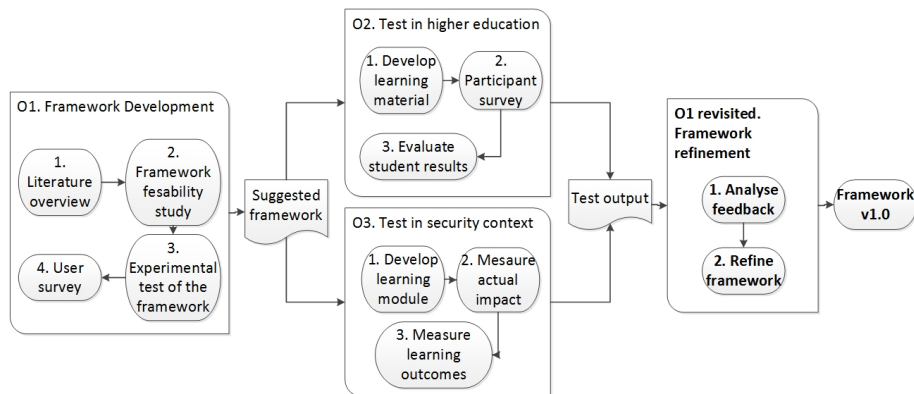 O1. Framework Development
1.
Literature
overview
2.
Framework
fesability
study
3.
Experimental
test of the
framework
4. User
survey
Suggested
framework
O2. Test in higher education
1. Develop
learning
material
2.
Participant
survey
3. Evaluate
student results
O3. Test in security context
1. Develop
learning
module
2. Mesaure
actual
impact
3. Measure
learning
outcomes
Test output
O1 revisited.
Framework
refinement
1. Analyse
feedback
2. Refine
framework
Framework
v1.0